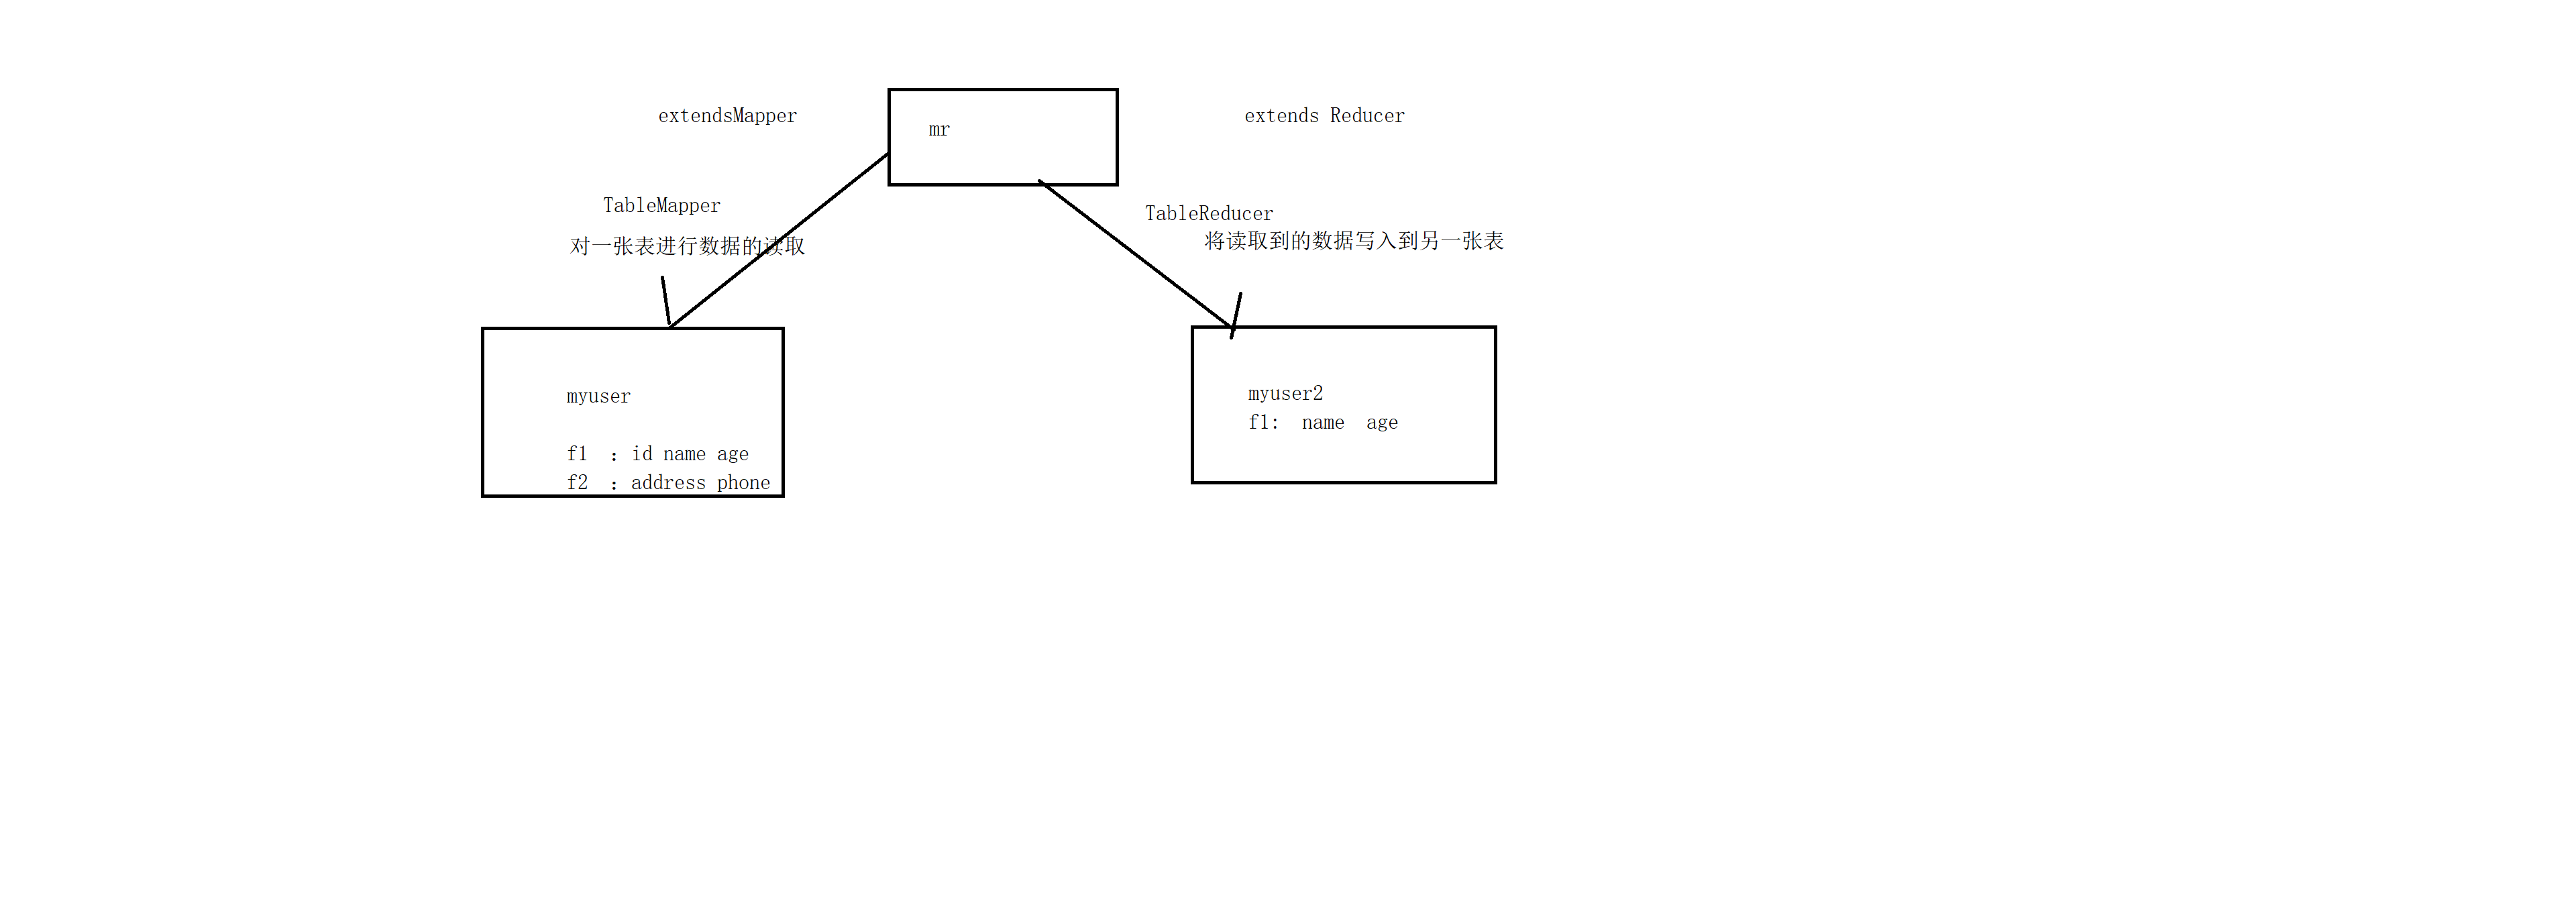 extendsMapper
mr
extends Reducer
TableMapper
对一张表进行数据的读取
TableReducer
将读取到的数据写入到另一张表
myuser
f1 ：id name age
f2 ：address phone
myuser2
f1: name age